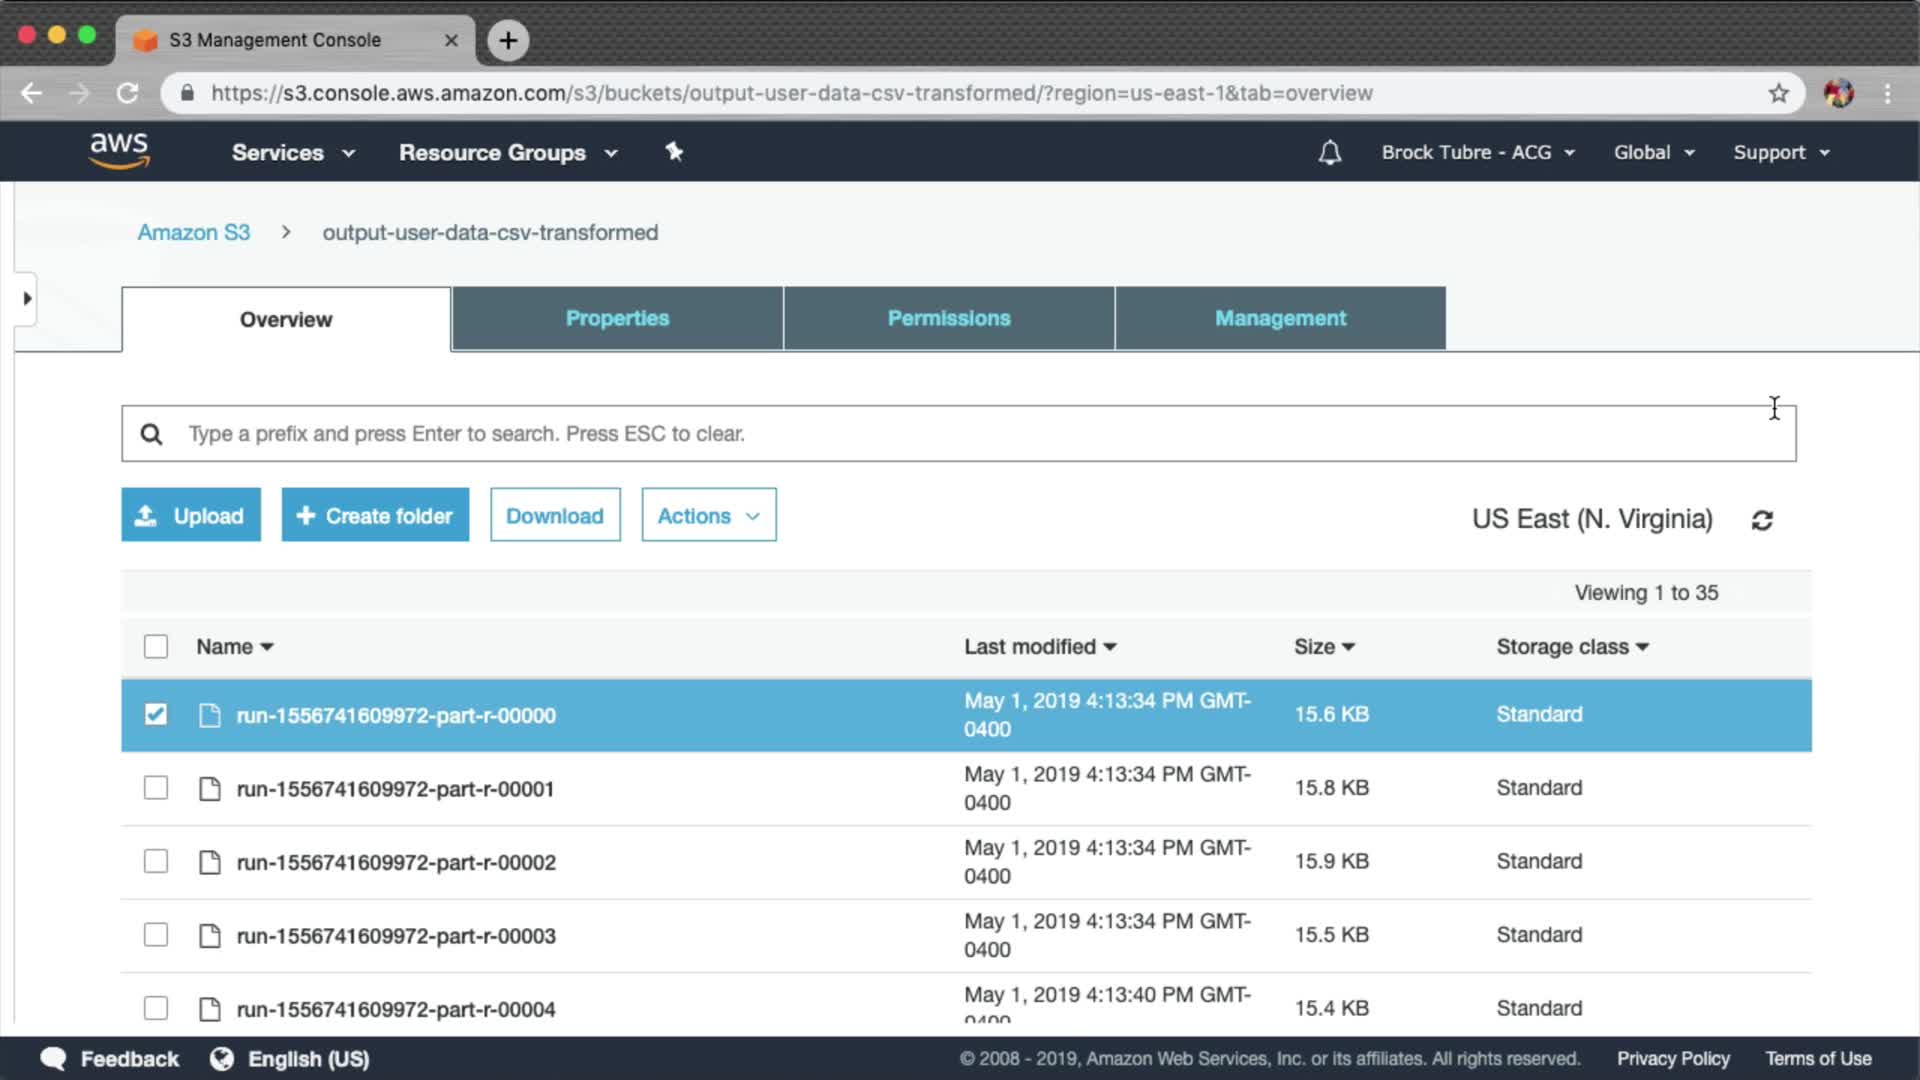 S3 Management Console
https://s3.console.aws.amazon.com/s3/buckets/output-user-data-csv-transformed/?region=us-east-1&tab=overview
aws Services Resource Groups Brock Tubre - ACG Global Support
Amazon S3 > output-user-data-csv-transformed
Overview Properties Permissions Management
Type a prefix and press Enter to search. Press ESC to clear.
Upload + Create folder Download Actions US East (N. Virginia)
Viewing 1 to 35
Name Last modified Size Storage class
run-1556741609972-part-r-00000 May 1, 2019 4:13:34 PM GMT- 15.6 KB Standard
0400
run-1556741609972-part-r-00001 May 1, 2019 4:13:34 PM GMT- 15.8 KB Standard
0400
run-1556741609972-part-r-00002 May 1, 2019 4:13:34 PM GMT- 15.9 KB Standard
0400
run-1556741609972-part-r-00003 May 1, 2019 4:13:34 PM GMT- 15.5 KB Standard
0400
run-1556741609972-part-r-00004 May 1, 2019 4:13:40 PM GMT- 15.4 KB Standard
0400
Feedback English (US) © 2008 - 2019, Amazon Web Services, Inc. or its affiliates. All rights reserved. Privacy Policy Terms of Use